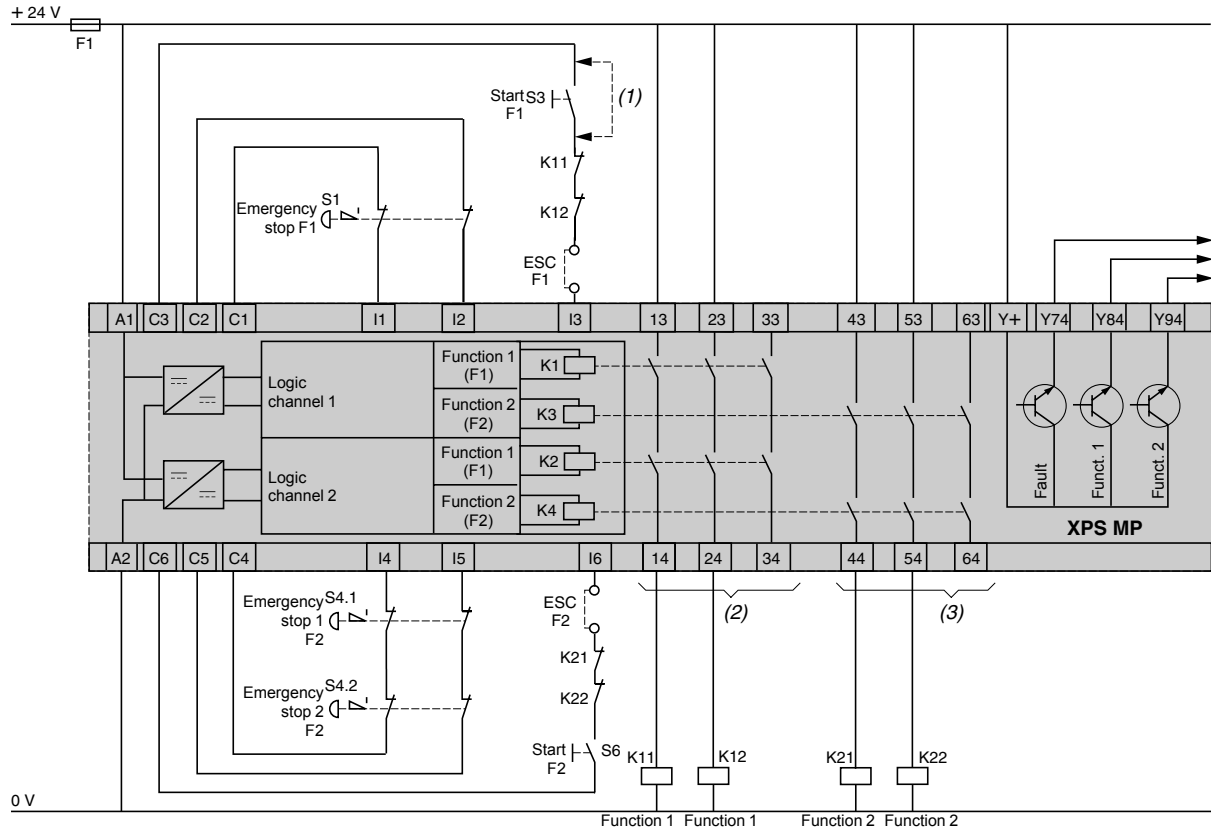 + 24 V
F1
Start S3
F1
(1)
K11
K12
ESC
F1
Emergency S1
stop F1
A1 C3 C2 C1 I1 I2 I3 13 23 33 43 53 63 Y+ Y74 Y84 Y94
Logic
channel 1
Function 1
(F1)
K1
Function 2
(F2)
K3
Logic
channel 2
Function 1
(F1)
K2
Function 2
(F2)
K4
Fault
Funct. 1
Funct. 2
XPS MP
A2 C6 C5 C4 I4 I5 I6 14 24 34 44 54 64
(2)
(3)
Emergency S4.1
stop 1
F2
ESC
F2
K21
K22
Emergency S4.2
stop 2
F2
Start S6
F2
K11 K12 K21 K22
0 V
Function 1 Function 1 Function 2 Function 2